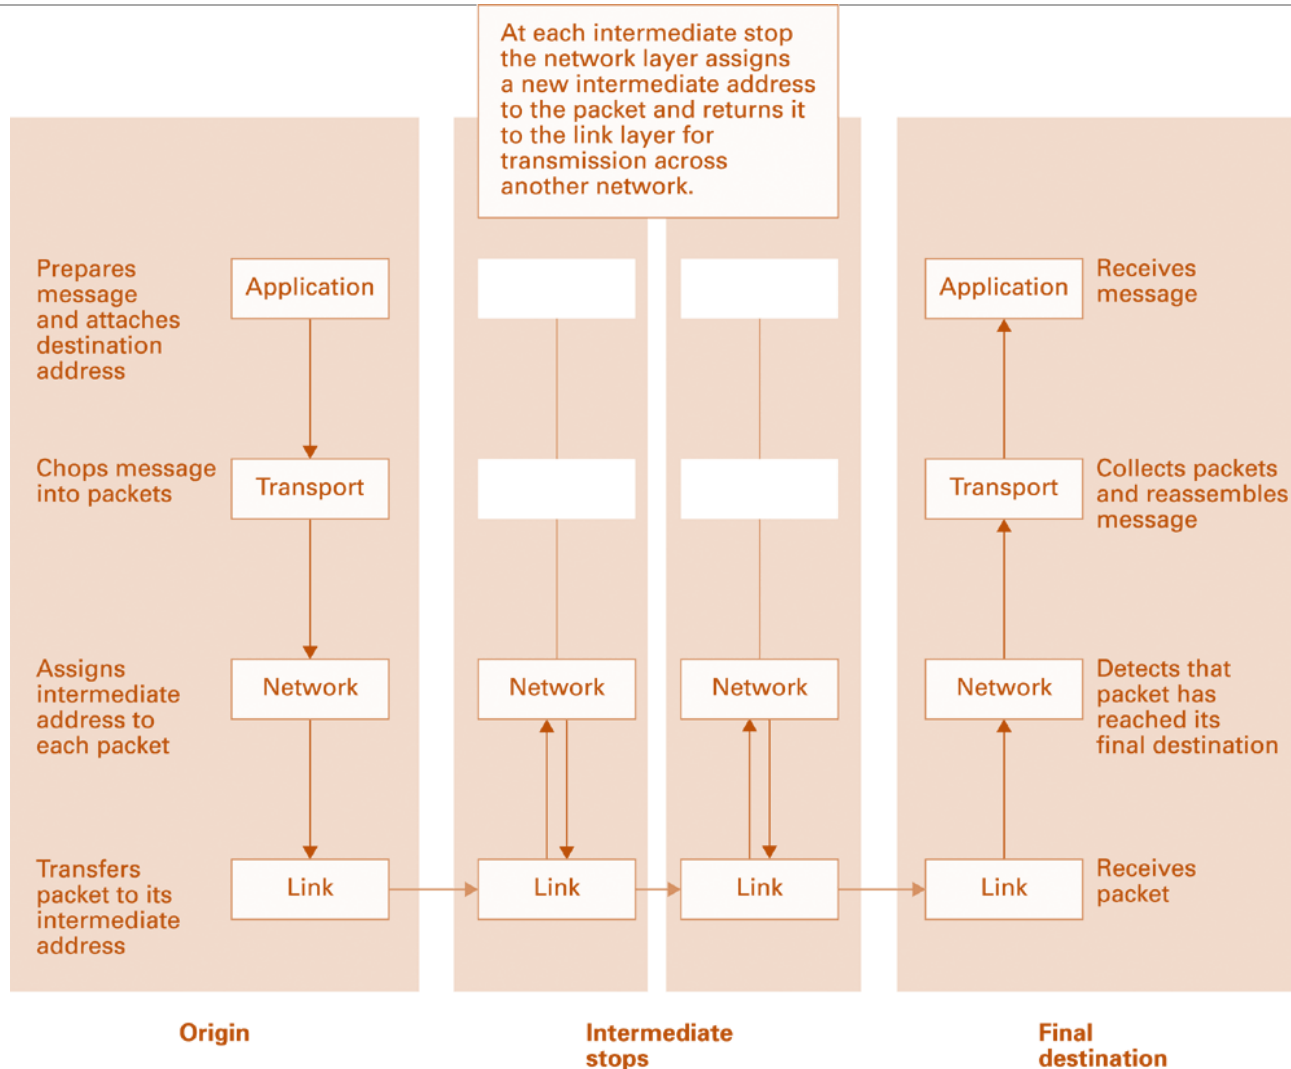 At each intermediate stop
the network layer assigns
a new intermediate address
to the packet and returns it
to the link layer for
transmission across
another network.
Prepares
message
and attaches
destination
address
Application
Application
Receives
message
Chops message
into packets
Transport
Transport
Collects packets
and reassembles
message
Assigns
intermediate
address to
each packet
Network
Network
Network
Network
Detects that
packet has
reached its
final destination
Transfers
packet to its
intermediate
address
Link
Link
Link
Link
Receives
packet
Origin
Intermediate
stops
Final
destination